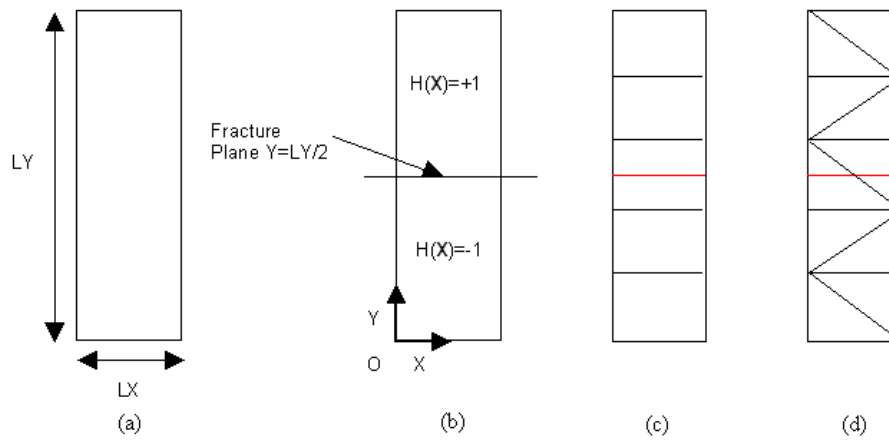 H(X)=+1
Fracture
Plane Y=LY/2
LY
H(X)=-1
Y
O
X
LX
(a)
(b)
(c)
(d)